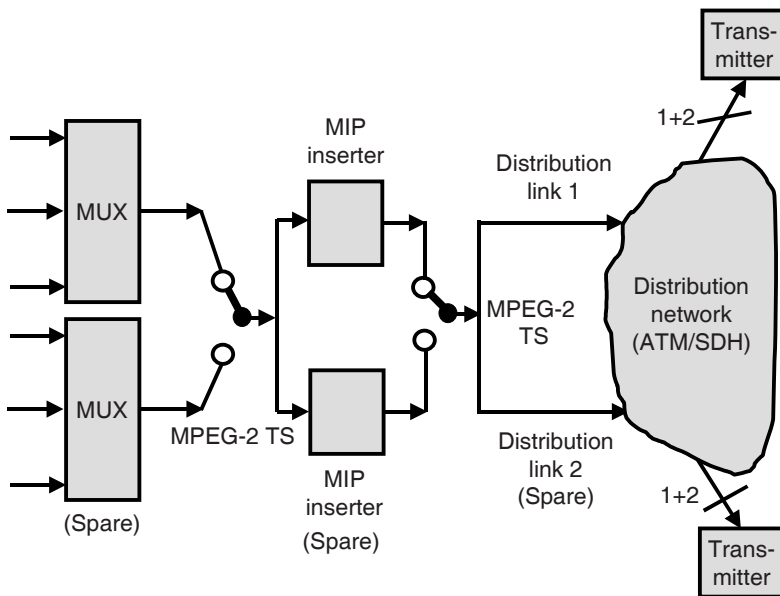 Trans-
mitter
1+2
MIP
inserter
Distribution
link 1
MUX
Distribution
network
(ATM/SDH)
MPEG-2
TS
MUX
MPEG-2 TS
Distribution
link 2
(Spare)
MIP
inserter
(Spare)
(Spare)
1+2
Trans-
mitter